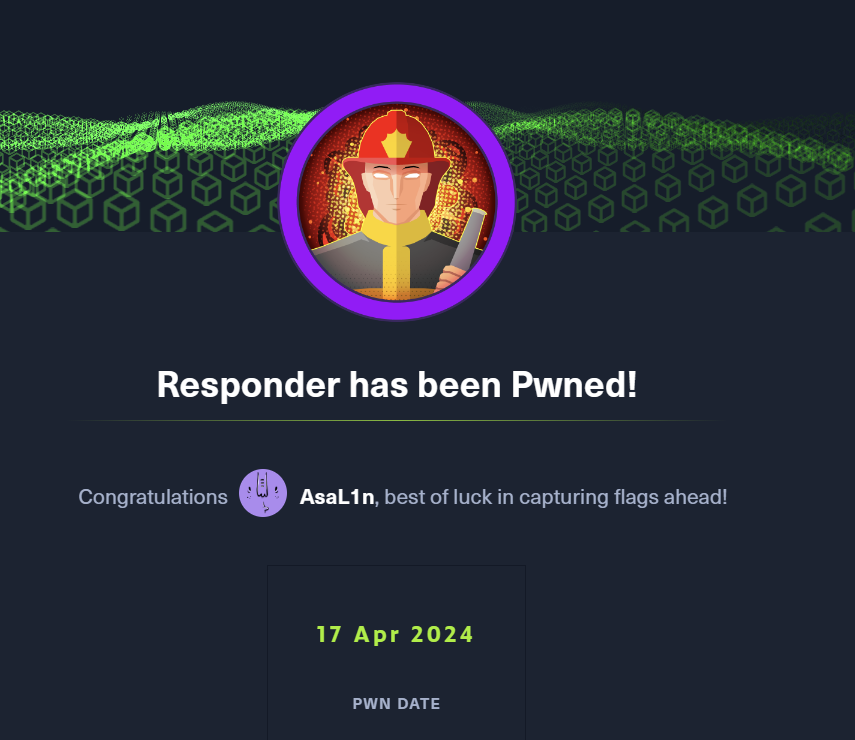 Responder has been Pwned!
Congratulations AsaL1n, best of luck in capturing flags ahead!
17 Apr 2024
PWN DATE